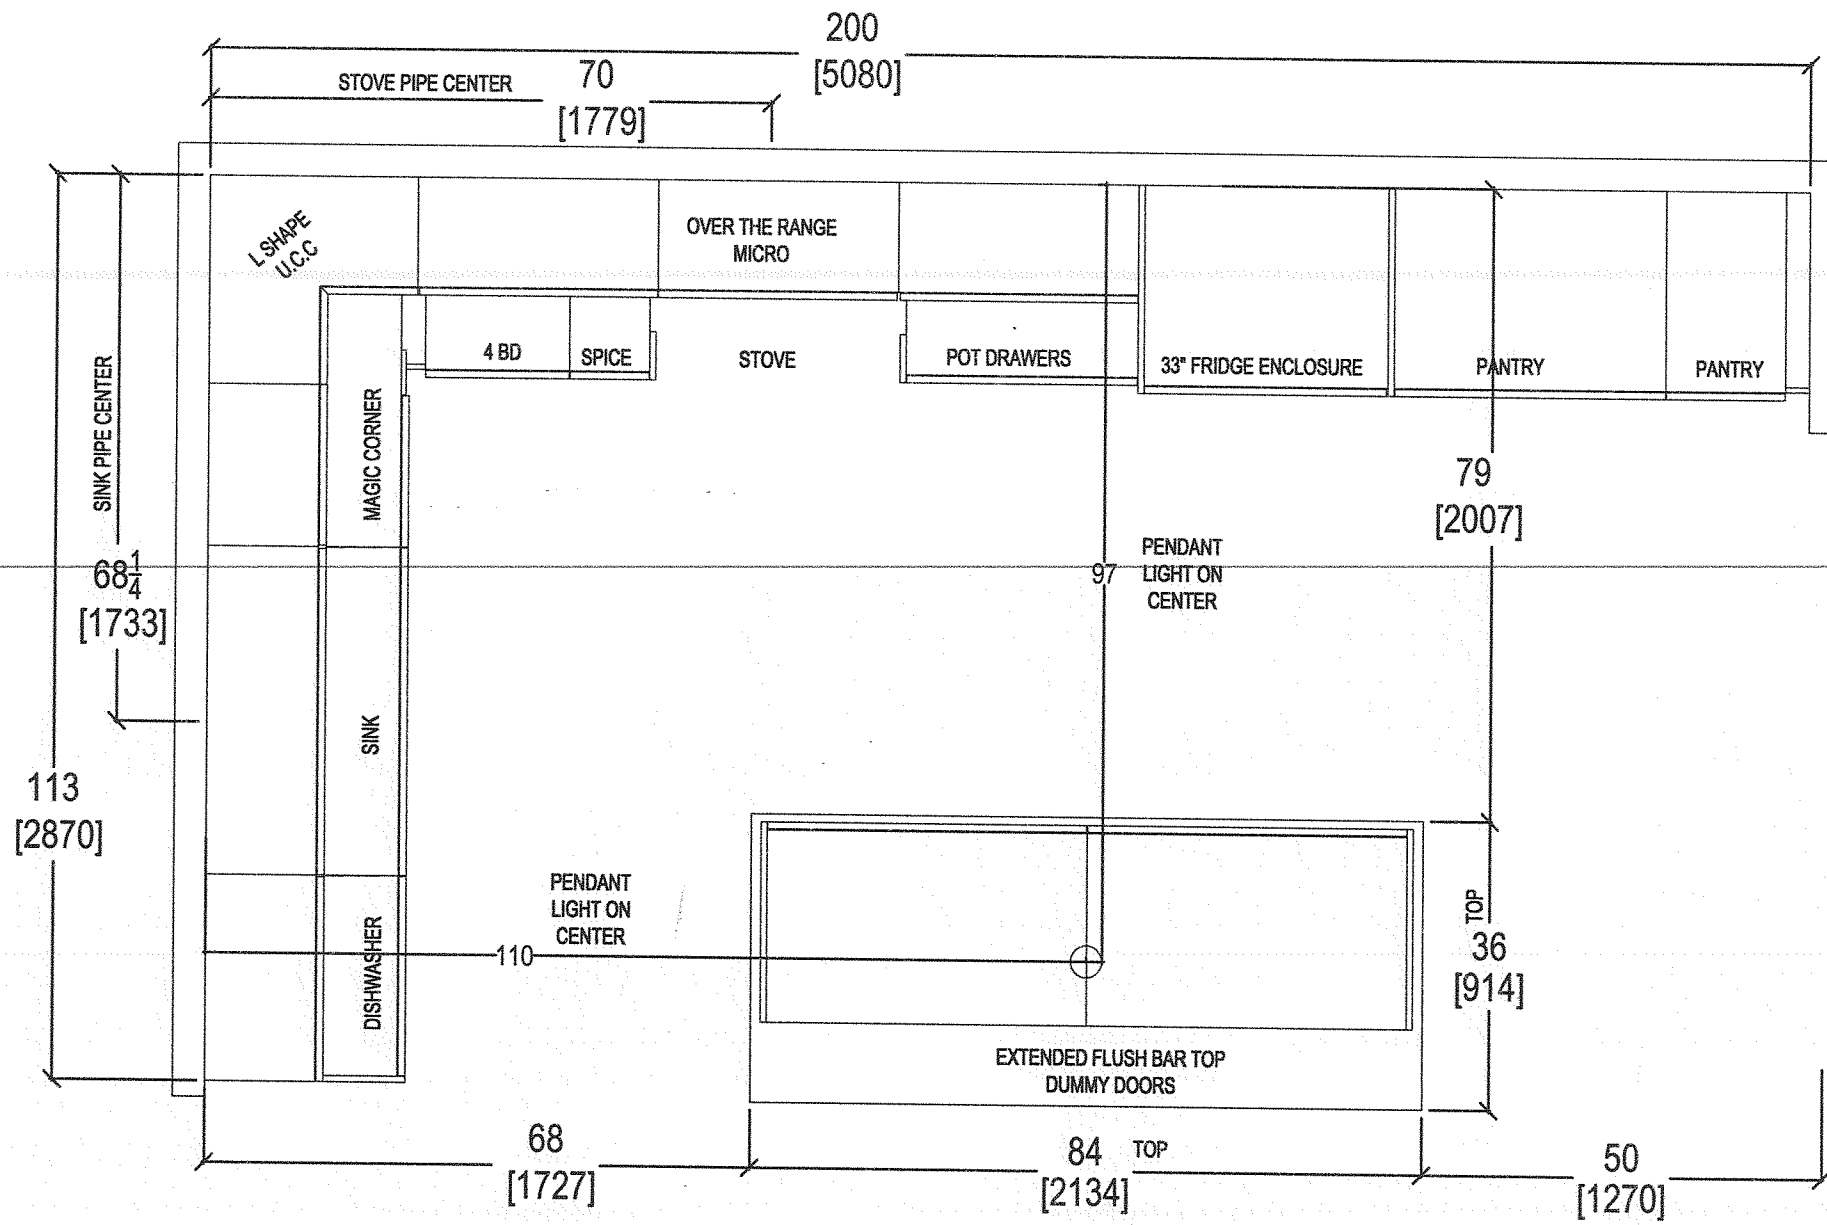 200
[5080]
STOVE PIPE CENTER
70
[1779]
L SHAPE
U.C.C
OVER THE RANGE
MICRO
4 BD
SPICE
STOVE
POT DRAWERS
33" FRIDGE ENCLOSURE
PANTRY
PANTRY
SINK PIPE CENTER
MAGIC CORNER
79
[2007]
68 1/4
[1733]
97
PENDANT
LIGHT ON
CENTER
SINK
113
[2870]
PENDANT
LIGHT ON
CENTER
110
DISHWASHER
TOP
36
[914]
EXTENDED FLUSH BAR TOP
DUMMY DOORS
68
[1727]
84 TOP
[2134]
50
[1270]